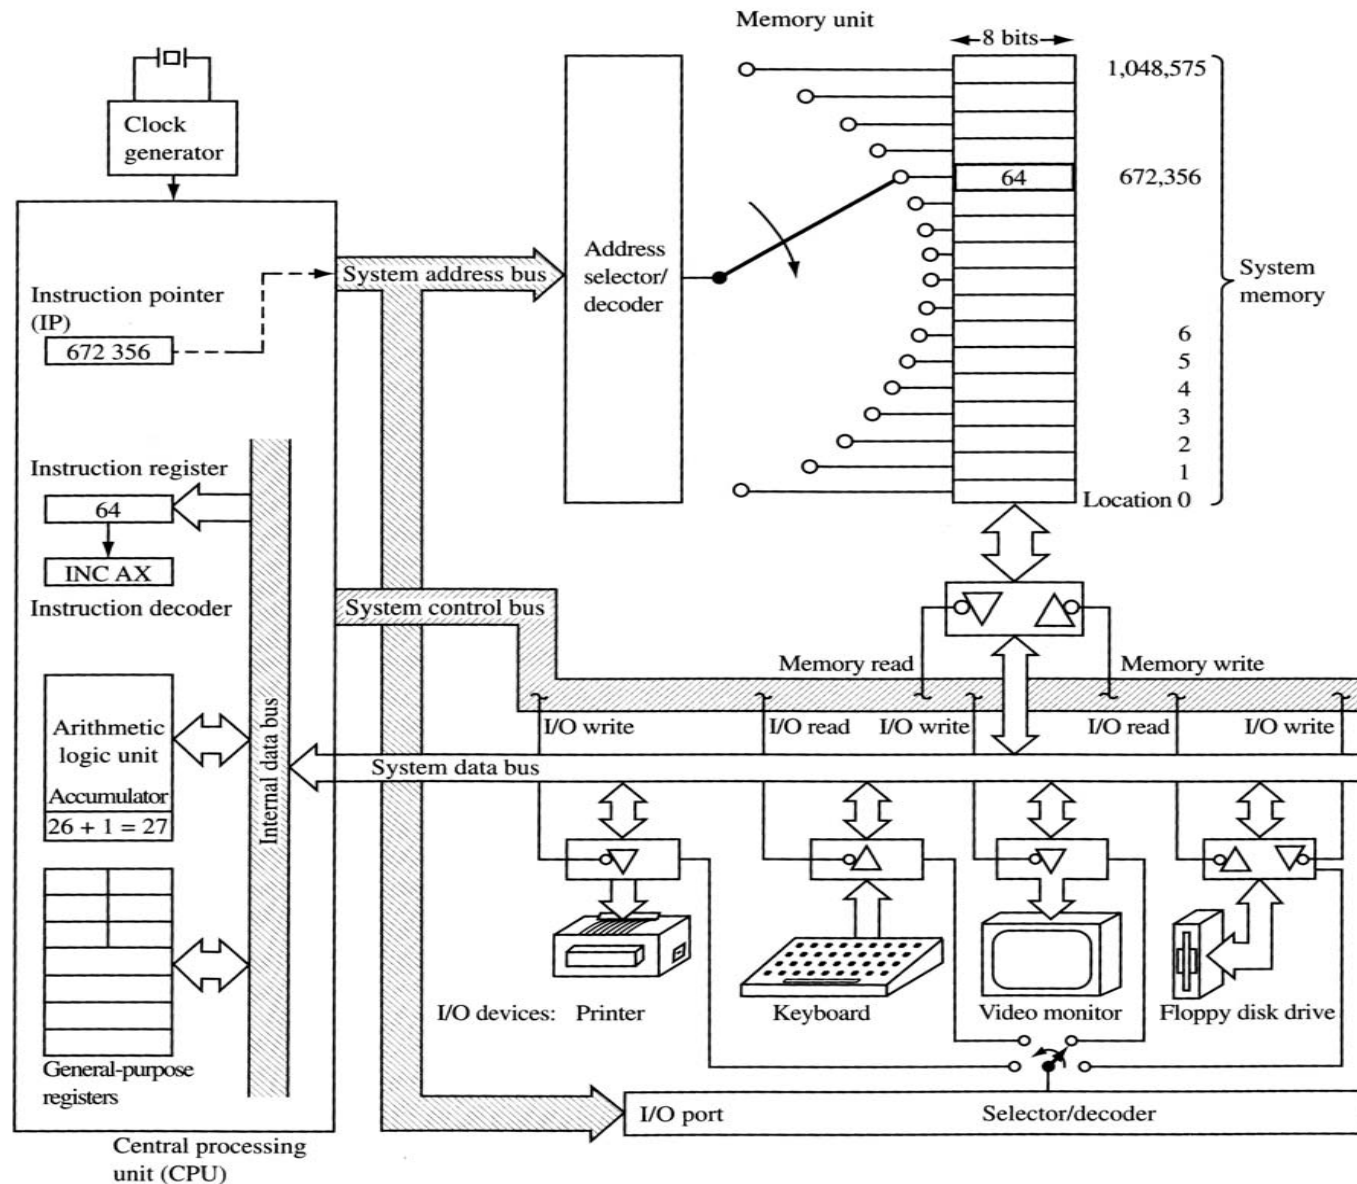 Memory unit
8 bits
1,048,575
Clock
generator
64
672,356
System address bus
Address
selector/
decoder
System
memory
Instruction pointer
(IP)
672 356
6
5
4
3
2
1
Location 0
Instruction register
64
INC AX
Instruction decoder
System control bus
Memory read
Memory write
I/O write
I/O read
I/O write
I/O read
I/O write
Arithmetic
logic unit
Accumulator
26 + 1 = 27
Internal data bus
System data bus
General-purpose
registers
I/O devices:
Printer
Keyboard
Video monitor
Floppy disk drive
I/O port
Selector/decoder
Central processing
unit (CPU)